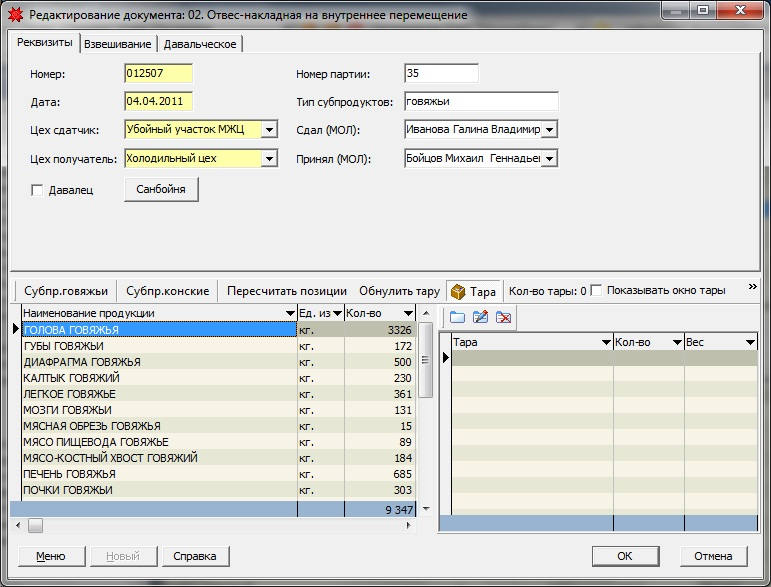 Редактирование документа: 02. Отвес-накладная на внутреннее перемещение
Реквизиты Взвешивание Давальческое
Номер: 012507 Номер партии: 35
Дата: 04.04.2011 Тип субпродуктов: говяжьи
Цех сдатчик: Убойный участок МЖЦ Сдал (МОЛ): Иванова Галина Владимир
Цех получатель: Холодильный цех Принял (МОЛ): Бойцов Михаил Геннадье
Давалец Санбойня
Субпр.говяжьи Субпр.конские Пересчитать позиции Обнулить тару Тара Кол-во тары: 0 Показывать окно тары »
Наименование продукции Ед. из Кол-во
ГОЛОВА ГОВЯЖЬЯ кг. 3326
ГУБЫ ГОВЯЖЬИ кг. 172
ДИАФРАГМА ГОВЯЖЬЯ кг. 500
КАЛТЫК ГОВЯЖИЙ кг. 230
ЛЕГКОЕ ГОВЯЖЬЕ кг. 361
МОЗГИ ГОВЯЖЬИ кг. 131
МЯСНАЯ ОБРЕЗЬ ГОВЯЖЬЯ кг. 15
МЯСО ПИЩЕВОДА ГОВЯЖЬЕ кг. 89
МЯСО-КОСТНЫЙ ХВОСТ ГОВЯЖИЙ кг. 184
ПЕЧЕНЬ ГОВЯЖЬЯ кг. 685
ПОЧКИ ГОВЯЖЬИ кг. 303
9 347
Тара Кол-во Вес
Меню Новый Справка ОК Отмена